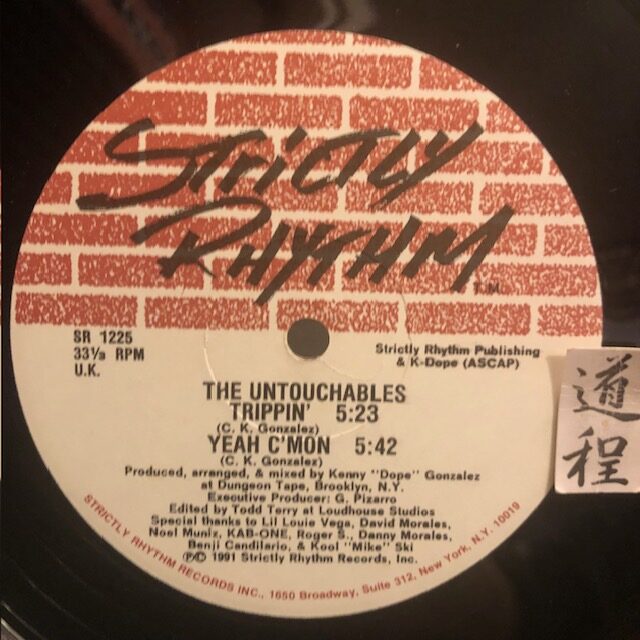 STRICTLY
RHYTHM
T.M.
SR 1225
33⅓ RPM
U.K.
Strictly Rhythm Publishing
& K-Dope (ASCAP)
THE UNTOUCHABLES
TRIPPIN' 5:23
(C. K. Gonzalez)
YEAH C'MON 5:42
(C. K. Gonzalez)
Produced, arranged, & mixed by Kenny "Dope" Gonzalez
at Dungeon Tape, Brooklyn, N.Y.
Executive Producer: G. Pizarro
Edited by Todd Terry at Loudhouse Studios
Special thanks to Lil Louie Vega, David Morales,
Noel Muniz, KAB-ONE, Roger S., Danny Morales,
Benji Candilario, & Kool "Mike" Ski
℗© 1991 Strictly Rhythm Records, Inc.
STRICTLY RHYTHM RECORDS INC., 1650 Broadway, Suite 312, New York, N.Y. 10019
道
程